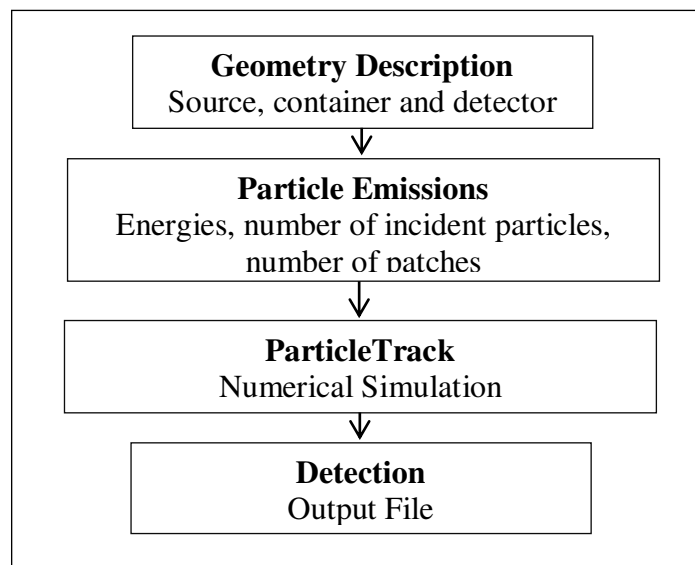 Geometry Description
Source, container and detector
Particle Emissions
Energies, number of incident particles,
number of patches
ParticleTrack
Numerical Simulation
Detection
Output File